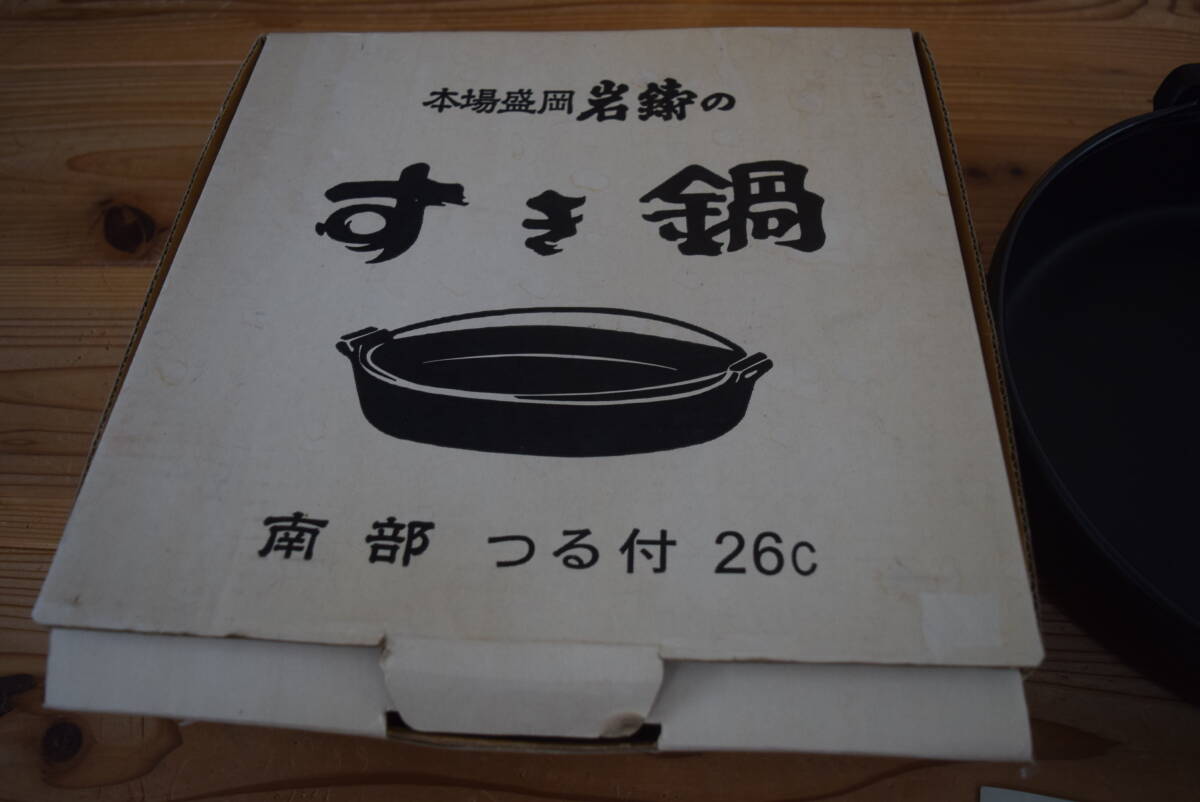 本場盛岡岩鋳の
すき鍋
南部 つる付 26c